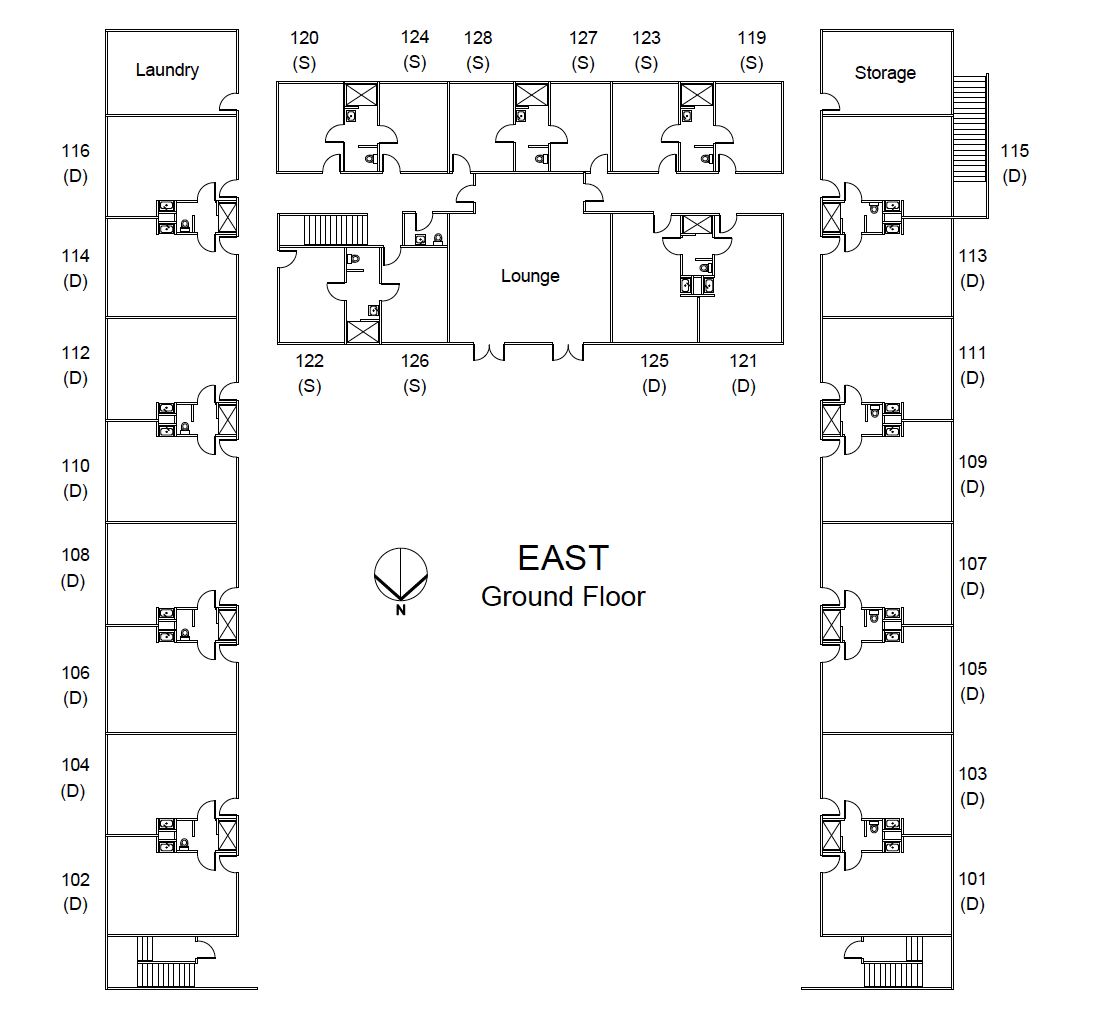 120 124 128 127 123 119
(S) (S) (S) (S) (S) (S)
Laundry
Storage
116
(D)
115
(D)
114
(D)
Lounge
113
(D)
112
(D)
122
(S)
126
(S)
125
(D)
121
(D)
111
(D)
110
(D)
109
(D)
108
(D)
EAST
Ground Floor
N
107
(D)
106
(D)
105
(D)
104
(D)
103
(D)
102
(D)
101
(D)